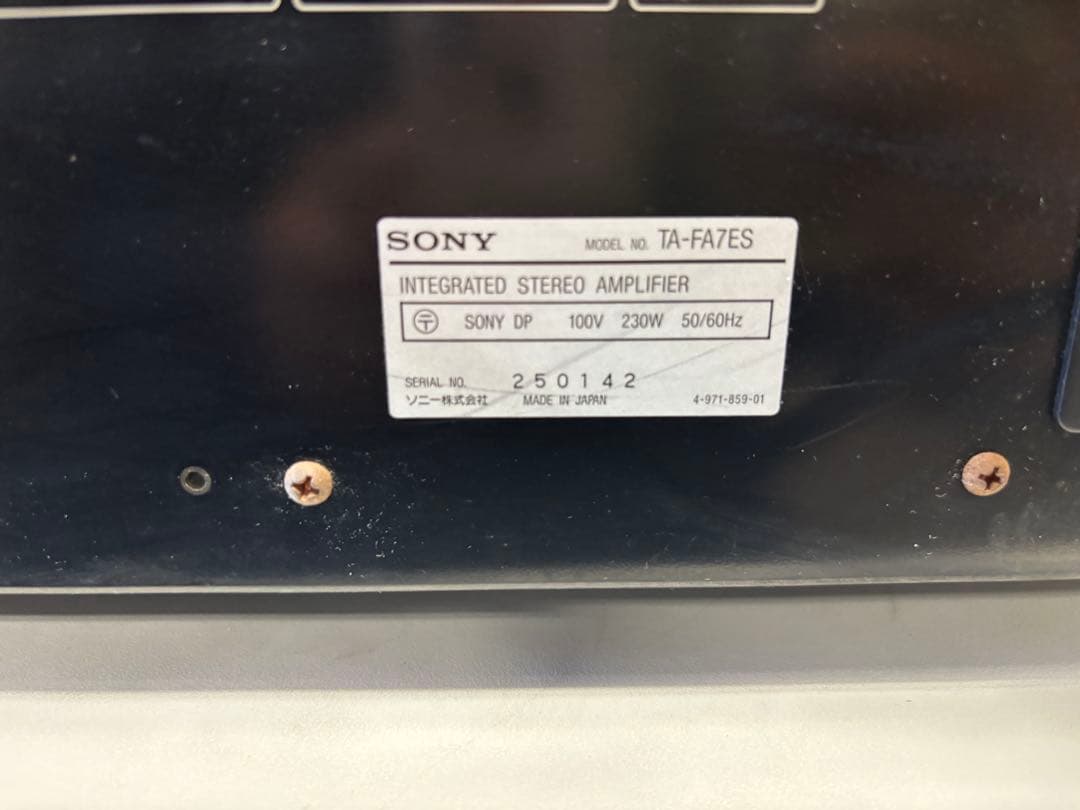 SONY MODEL NO. TA-FA7ES
INTEGRATED STEREO AMPLIFIER
〒 SONY DP 100V 230W 50/60Hz
SERIAL NO. 250142
ソニー株式会社 MADE IN JAPAN 4-971-859-01